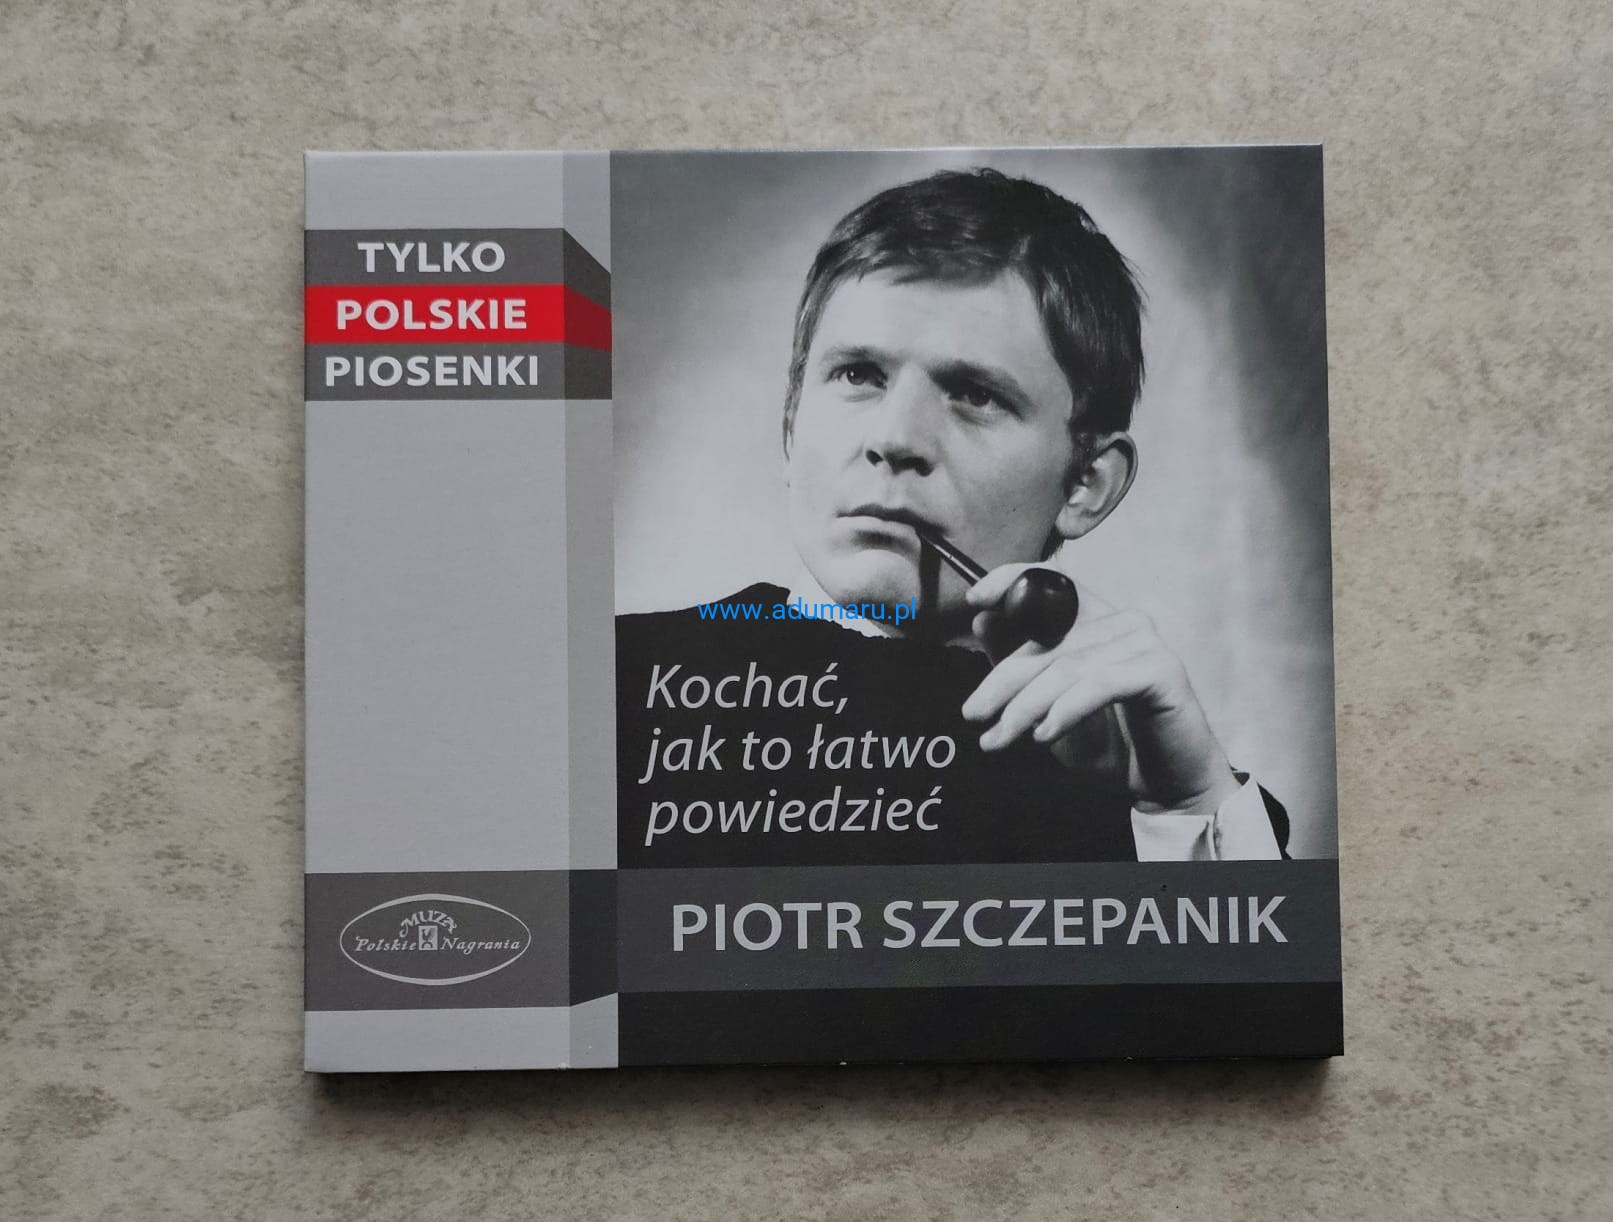 TYLKO
POLSKIE
PIOSENKI
www.adumaru.pl
Kochać,
jak to łatwo
powiedzieć
MUZA
Polskie Nagrania
PIOTR SZCZEPANIK